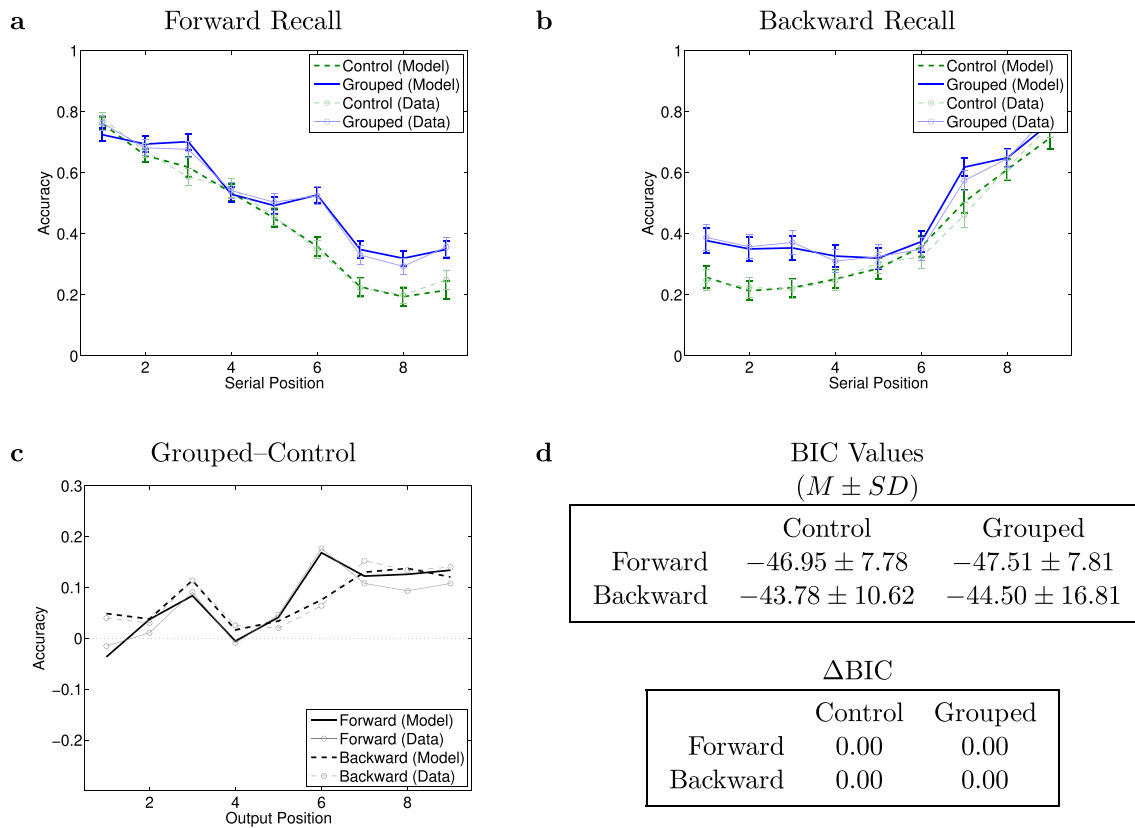 a
Forward Recall
1
0.8
0.6
0.4
0.2
0
Accuracy
2 4 6 8
Serial Position
Control (Model)
Grouped (Model)
Control (Data)
Grouped (Data)
b
Backward Recall
1
0.8
0.6
0.4
0.2
0
Accuracy
2 4 6 8
Serial Position
Control (Model)
Grouped (Model)
Control (Data)
Grouped (Data)
c
Grouped–Control
0.3
0.2
0.1
0
−0.1
−0.2
Accuracy
2 4 6 8
Output Position
Forward (Model)
Forward (Data)
Backward (Model)
Backward (Data)
d
BIC Values
(M ± SD)
Control Grouped
Forward −46.95 ± 7.78 −47.51 ± 7.81
Backward −43.78 ± 10.62 −44.50 ± 16.81
ΔBIC
Control Grouped
Forward 0.00 0.00
Backward 0.00 0.00